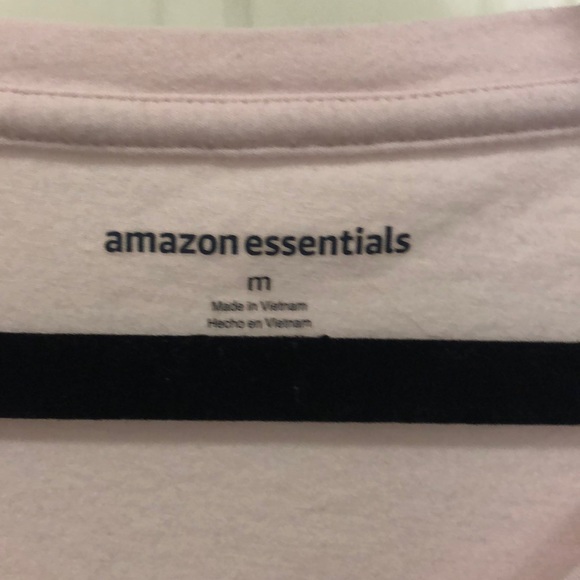 amazon essentials
m
Made in Vietnam
Hecho en Vietnam